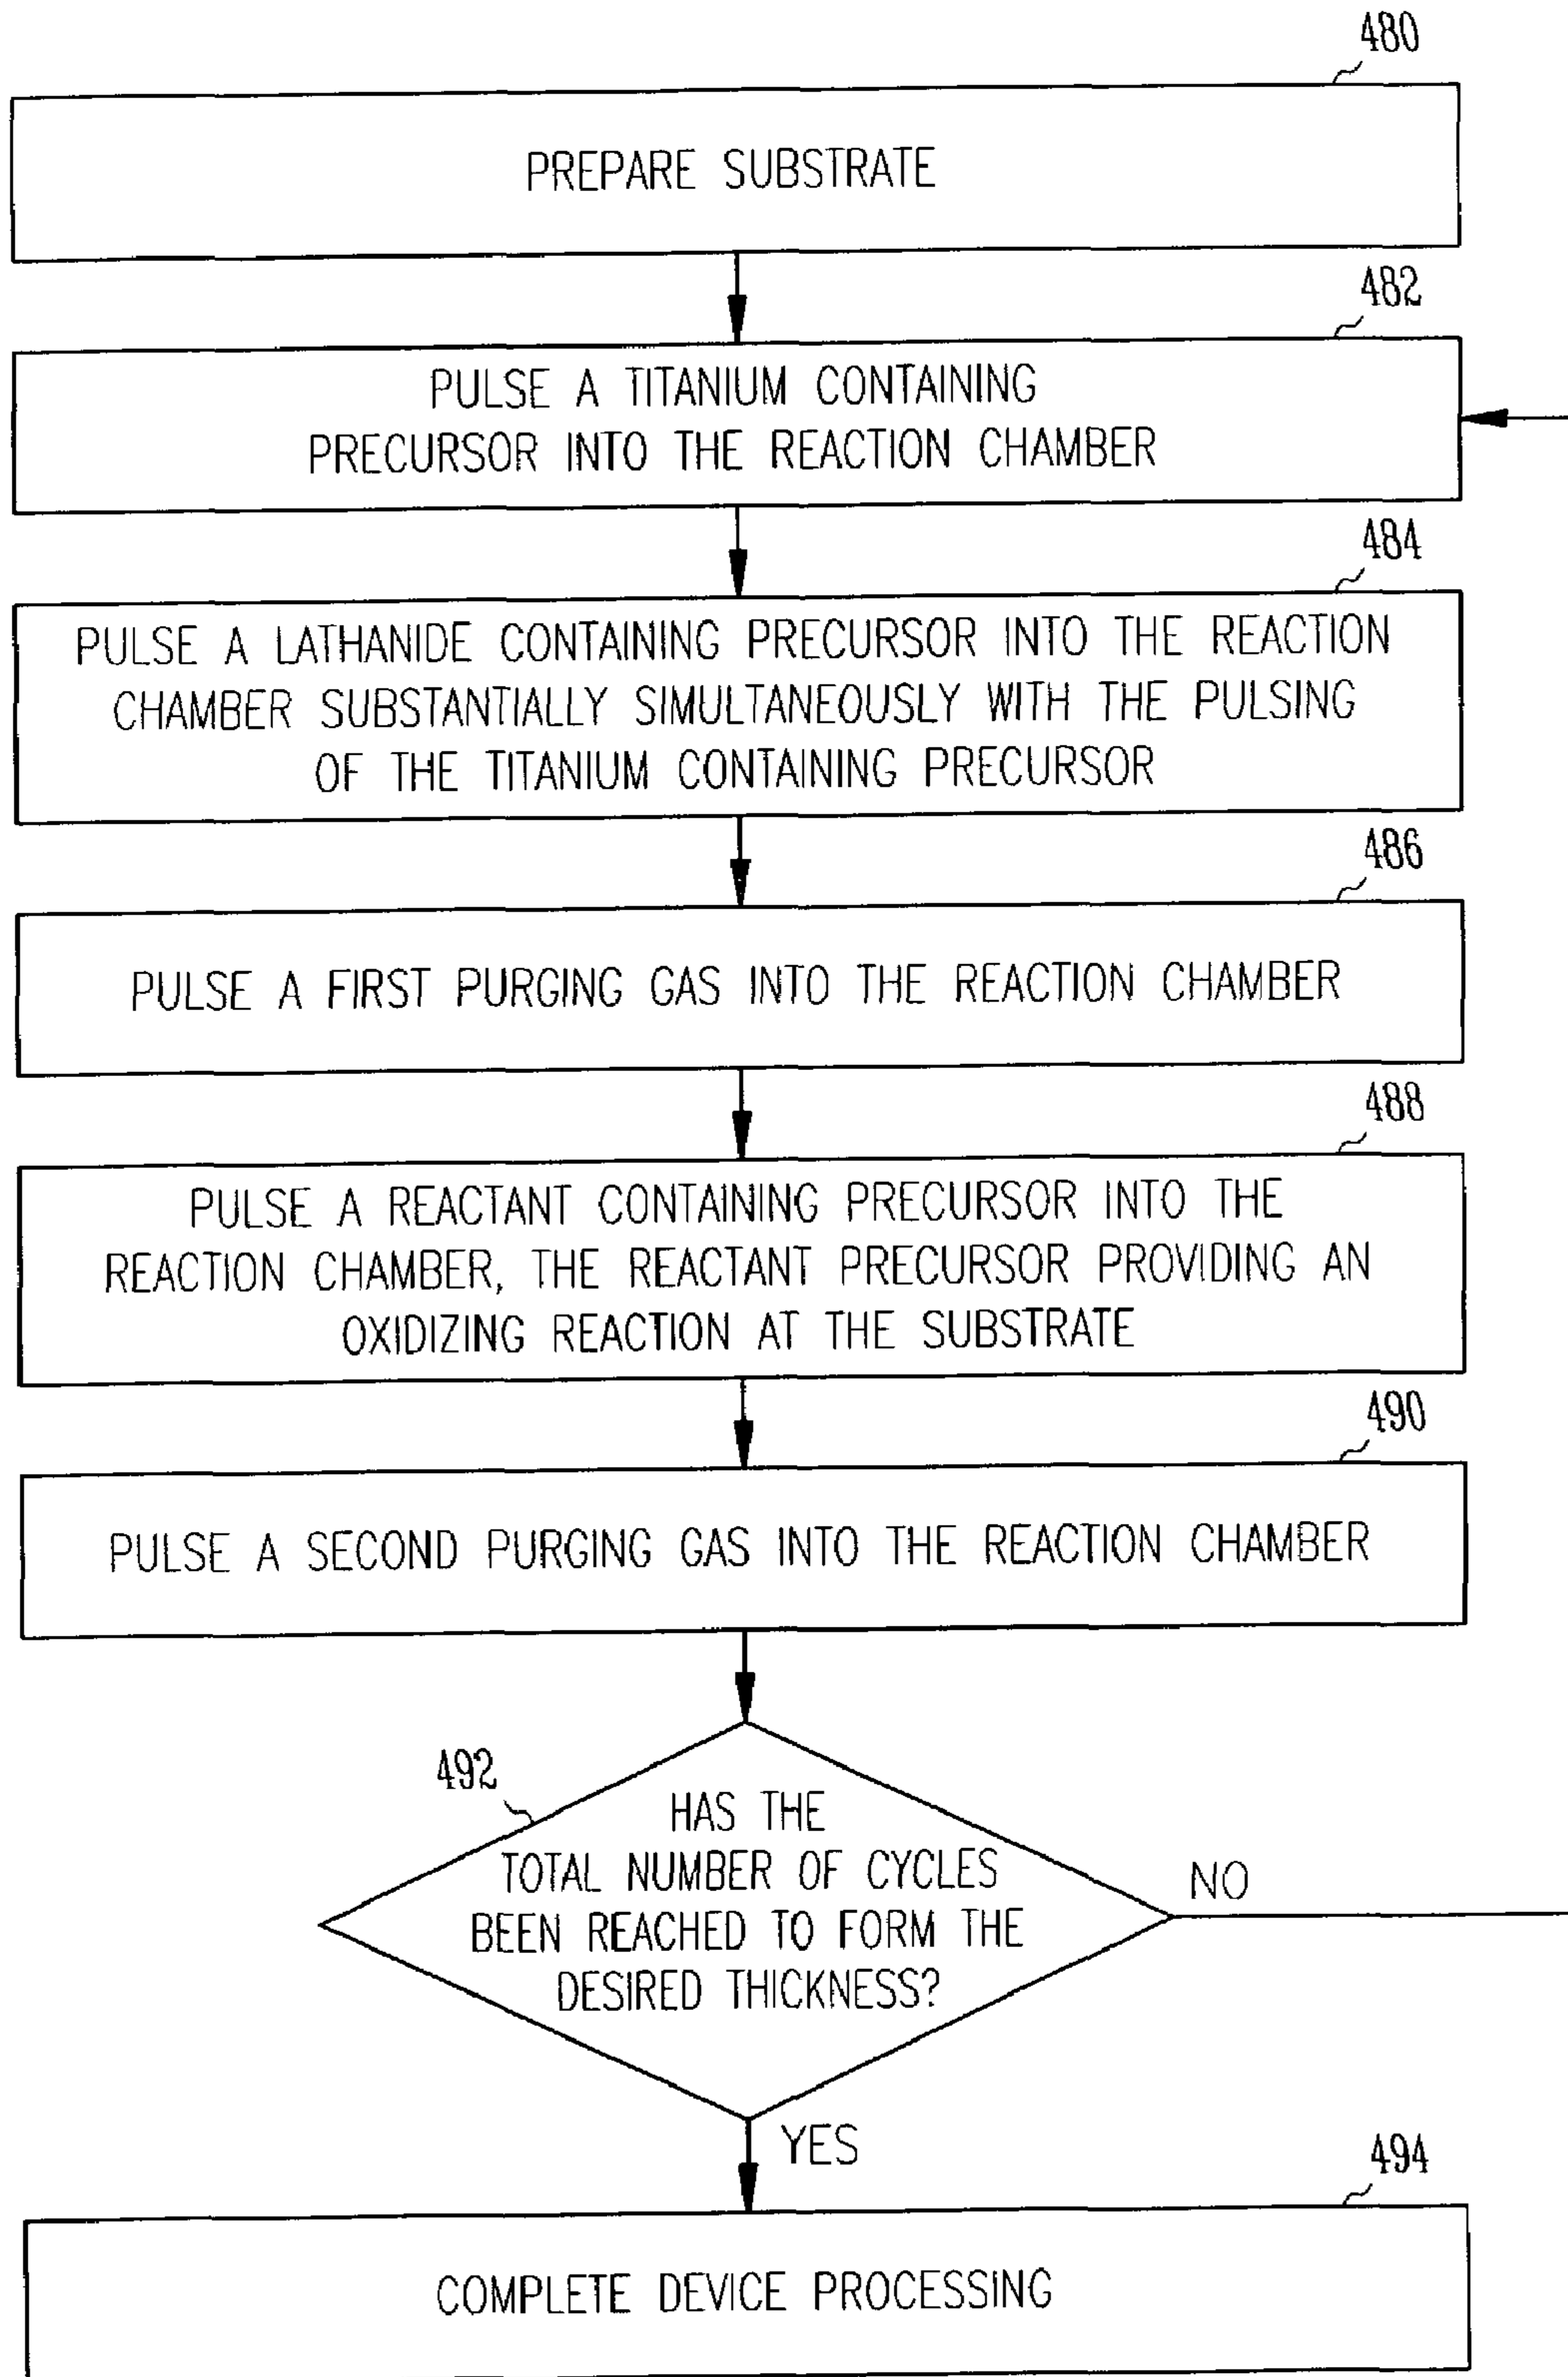 480
PREPARE SUBSTRATE
482
PULSE A TITANIUM CONTAINING
PRECURSOR INTO THE REACTION CHAMBER
484
PULSE A LATHANIDE CONTAINING PRECURSOR INTO THE REACTION
CHAMBER SUBSTANTIALLY SIMULTANEOUSLY WITH THE PULSING
OF THE TITANIUM CONTAINING PRECURSOR
486
PULSE A FIRST PURGING GAS INTO THE REACTION CHAMBER
488
PULSE A REACTANT CONTAINING PRECURSOR INTO THE
REACTION CHAMBER, THE REACTANT PRECURSOR PROVIDING AN
OXIDIZING REACTION AT THE SUBSTRATE
490
PULSE A SECOND PURGING GAS INTO THE REACTION CHAMBER
492
HAS THE
TOTAL NUMBER OF CYCLES
BEEN REACHED TO FORM THE
DESIRED THICKNESS?
NO
YES
494
COMPLETE DEVICE PROCESSING